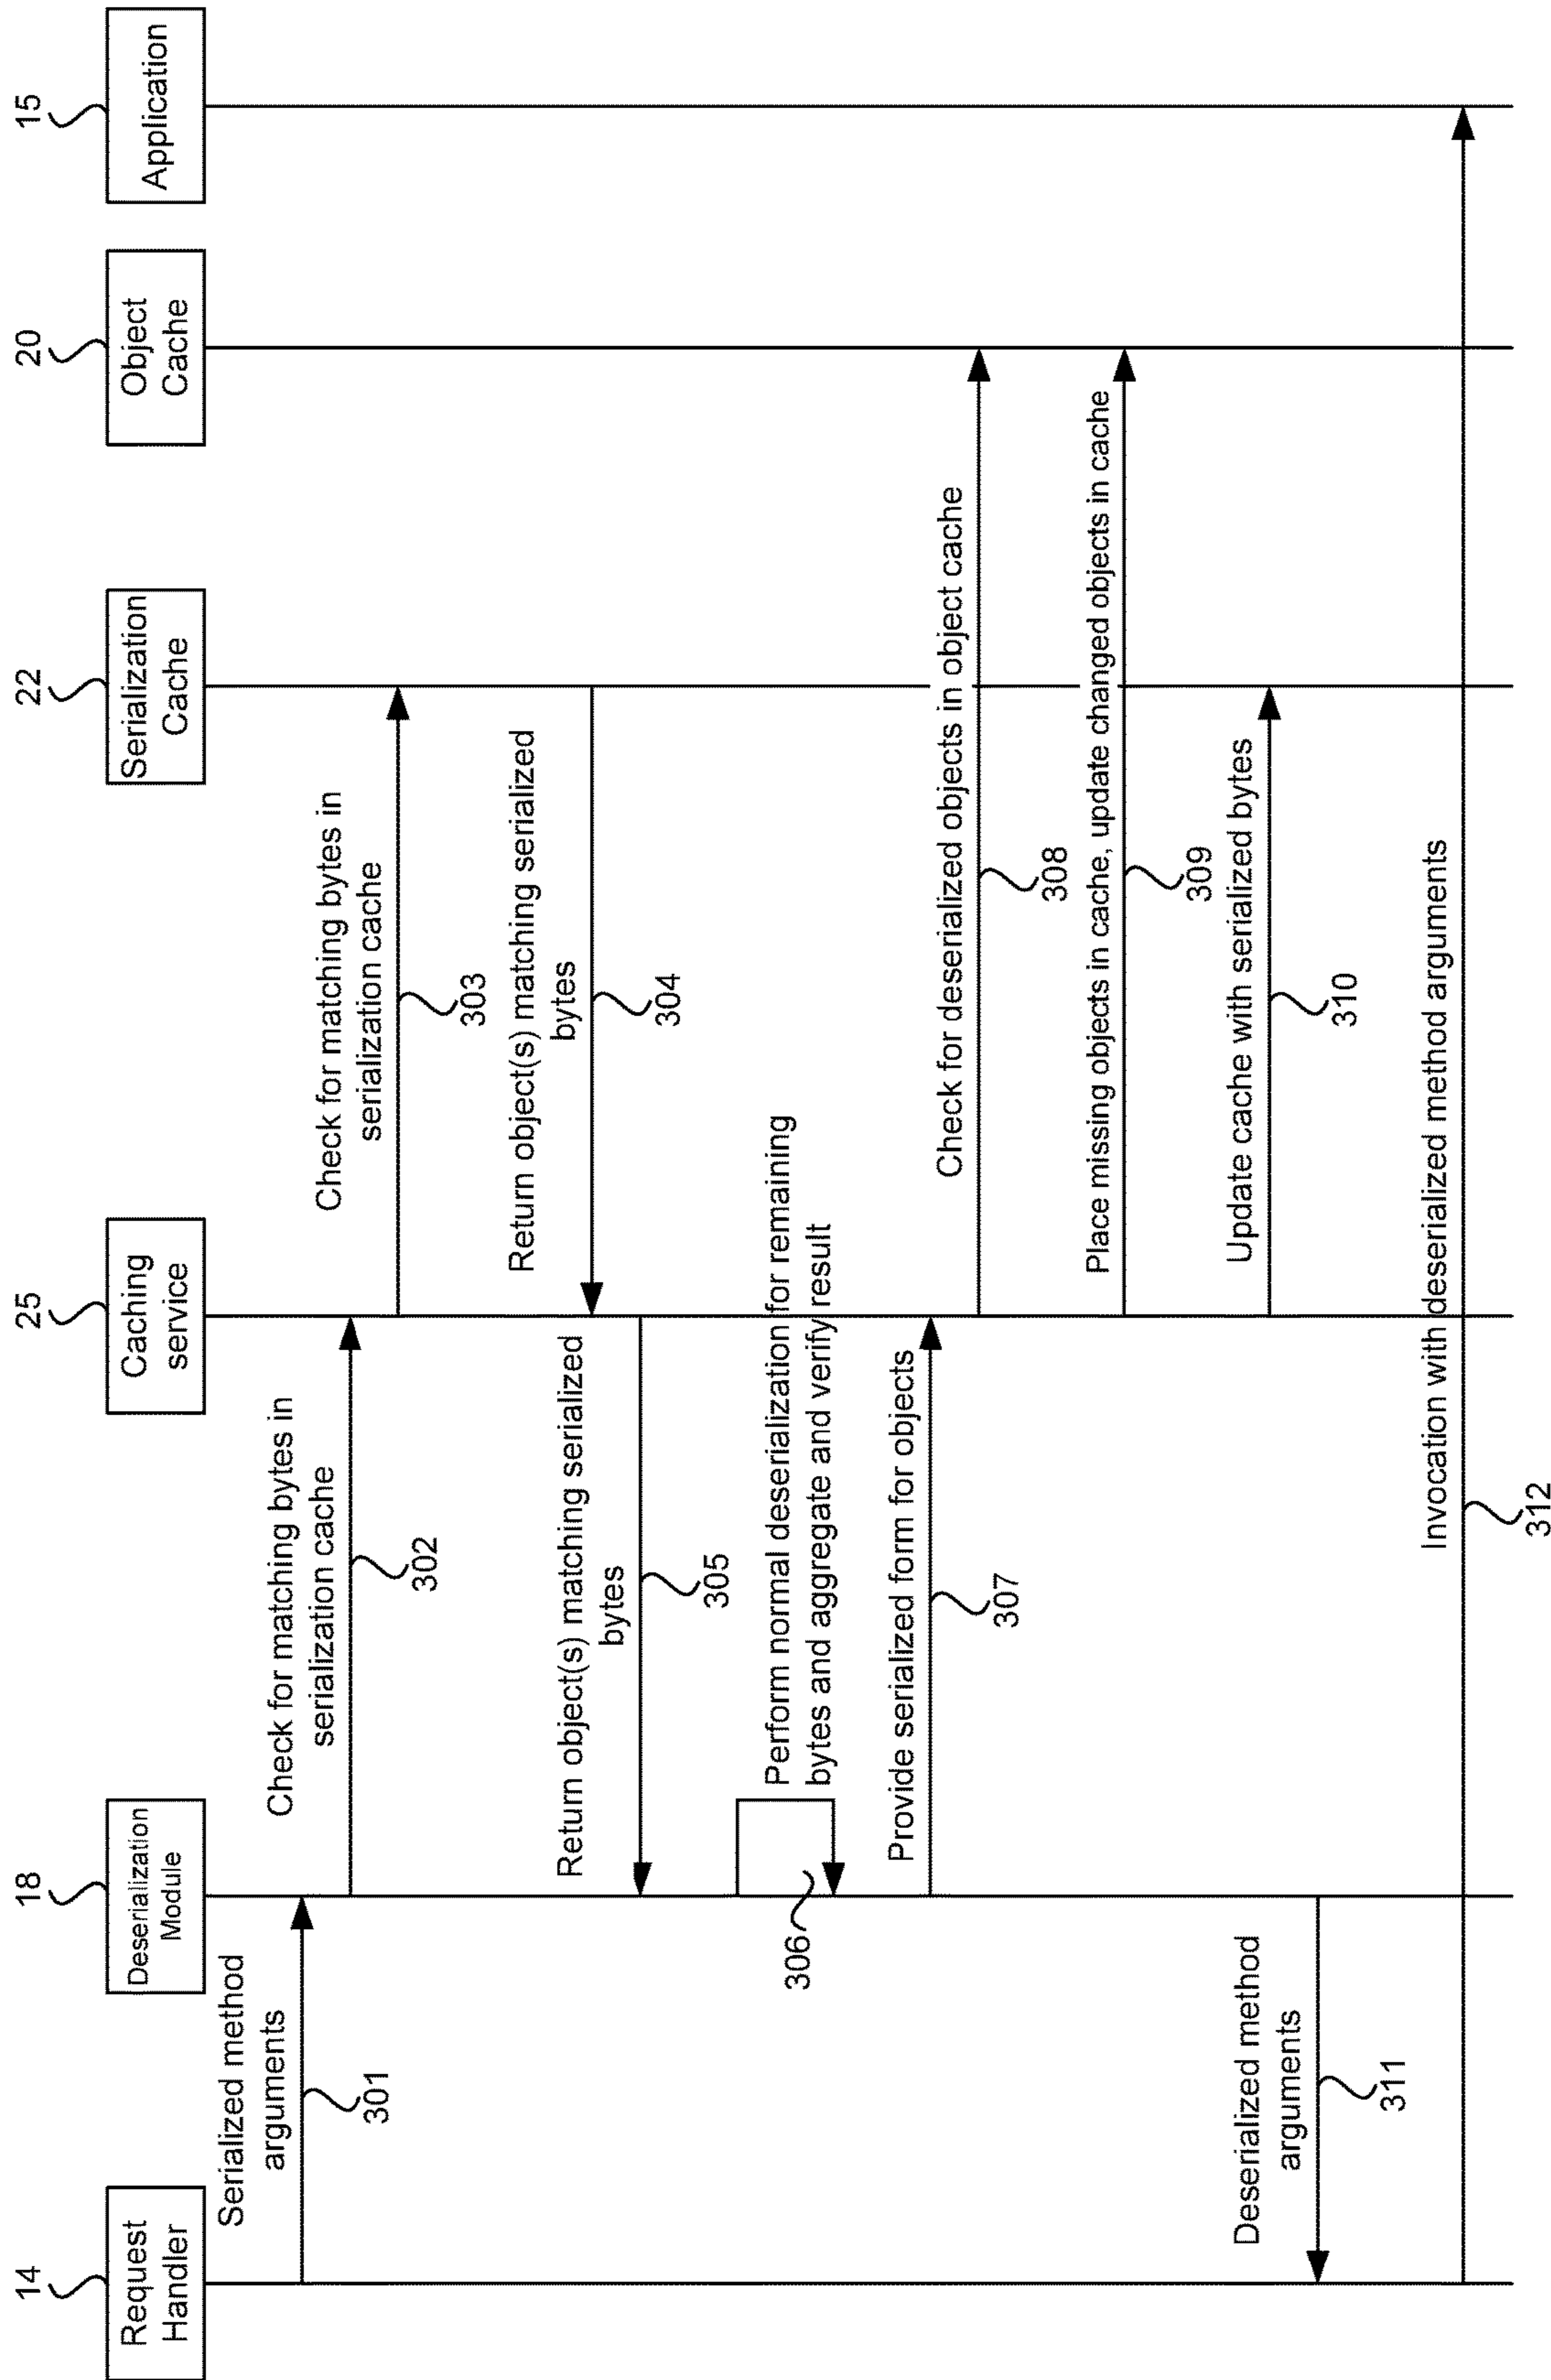 14
18
25
22
20
15
Request
Handler
Deserialization
Module
Caching
service
Serialization
Cache
Object
Cache
Application
Serialized method
arguments
301
Check for matching bytes in
serialization cache
302
Check for matching bytes in
serialization cache
303
Return object(s) matching serialized
bytes
304
Return object(s) matching serialized
bytes
305
Perform normal deserialization for remaining
bytes and aggregate and verify result
306
Provide serialized form for objects
307
Check for deserialized objects in object cache
308
Place missing objects in cache, update changed objects in cache
309
Update cache with serialized bytes
310
Deserialized method
arguments
311
Invocation with deserialized method arguments
312